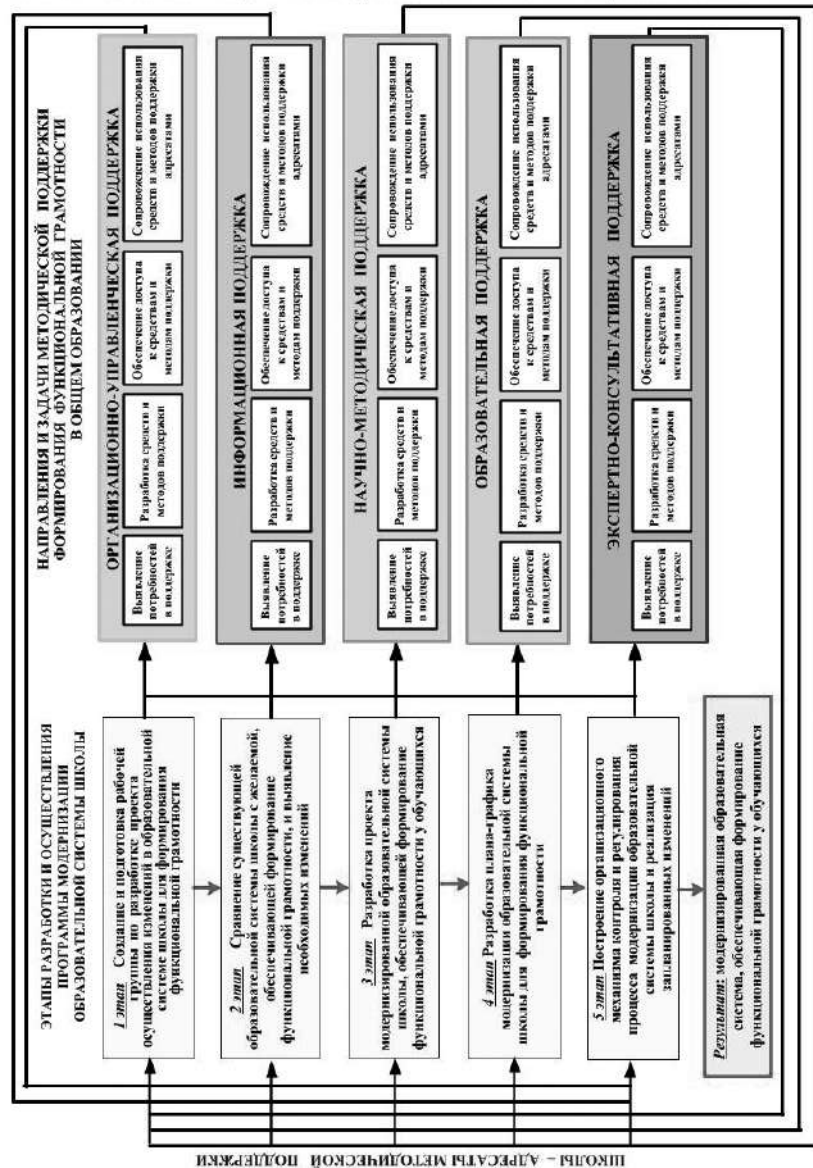 ШКОЛЫ – АДРЕСАТЫ МЕТОДИЧЕСКОЙ ПОДДЕРЖКИ
ЭТАПЫ РАЗРАБОТКИ И ОСУЩЕСТВЛЕНИЯ
ПРОГРАММЫ МОДЕРНИЗАЦИИ
ОБРАЗОВАТЕЛЬНОЙ СИСТЕМЫ ШКОЛЫ
1 этап Создание и подготовка рабочей
группы по разработке проекта
осуществления изменений в образовательной
системе школы для формирования
функциональной грамотности
2 этап Сравнение существующей
образовательной системы школы с желаемой,
обеспечивающей формирование
функциональной грамотности, и выявление
необходимых изменений
3 этап Разработка проекта
модернизированной образовательной системы
школы, обеспечивающей формирование
функциональной грамотности у обучающихся
4 этап Разработка плана-графика
модернизации образовательной системы
школы для формирования функциональной
грамотности
5 этап Построение организационного
механизма контроля и регулирования
процесса модернизации образовательной
системы школы и реализация
запланированных изменений
Результат: модернизированная образовательная
система, обеспечивающая формирование
функциональной грамотности у обучающихся
НАПРАВЛЕНИЯ И ЗАДАЧИ МЕТОДИЧЕСКОЙ ПОДДЕРЖКИ
ФОРМИРОВАНИЯ ФУНКЦИОНАЛЬНОЙ ГРАМОТНОСТИ
В ОБЩЕМ ОБРАЗОВАНИИ
ОРГАНИЗАЦИОННО-УПРАВЛЕНЧЕСКАЯ ПОДДЕРЖКА
Выявление
потребностей
в поддержке
Разработка средств и
методов поддержки
Обеспечение доступа
к средствам и
методам поддержки
Сопровождение использования
средств и методов поддержки
адресатами
ИНФОРМАЦИОННАЯ ПОДДЕРЖКА
Выявление
потребностей
в поддержке
Разработка средств и
методов поддержки
Обеспечение доступа
к средствам и
методам поддержки
Сопровождение использования
средств и методов поддержки
адресатами
НАУЧНО-МЕТОДИЧЕСКАЯ ПОДДЕРЖКА
Выявление
потребностей
в поддержке
Разработка средств и
методов поддержки
Обеспечение доступа
к средствам и
методам поддержки
Сопровождение использования
средств и методов поддержки
адресатами
ОБРАЗОВАТЕЛЬНАЯ ПОДДЕРЖКА
Выявление
потребностей
в поддержке
Разработка средств и
методов поддержки
Обеспечение доступа
к средствам и
методам поддержки
Сопровождение использования
средств и методов поддержки
адресатами
ЭКСПЕРТНО-КОНСУЛЬТАТИВНАЯ ПОДДЕРЖКА
Выявление
потребностей
в поддержке
Разработка средств и
методов поддержки
Обеспечение доступа
к средствам и
методам поддержки
Сопровождение использования
средств и методов поддержки
адресатами